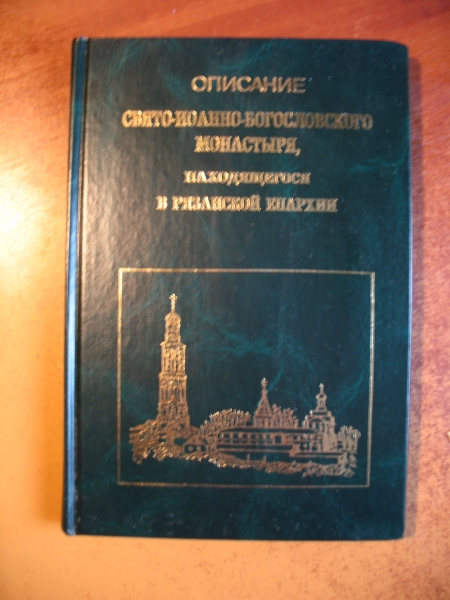 ОПИСАНИЕ
СВЯТО-ИОАННО-БОГОСЛОВСКОГО
МОНАСТЫРЯ,
НАХОДЯЩЕГОСЯ
В РЯЗАНСКОЙ ЕПАРХИИ